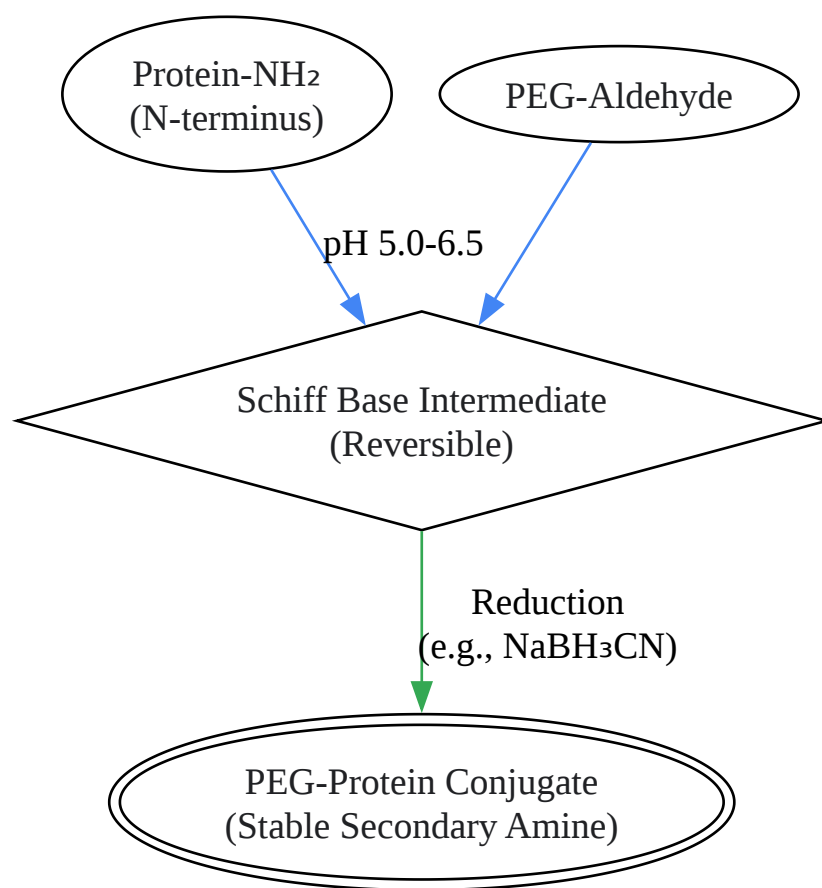 Protein-NH₂
(N-terminus)
PEG-Aldehyde
pH 5.0-6.5
Schiff Base Intermediate
(Reversible)
Reduction
(e.g., NaBH₃CN)
PEG-Protein Conjugate
(Stable Secondary Amine)